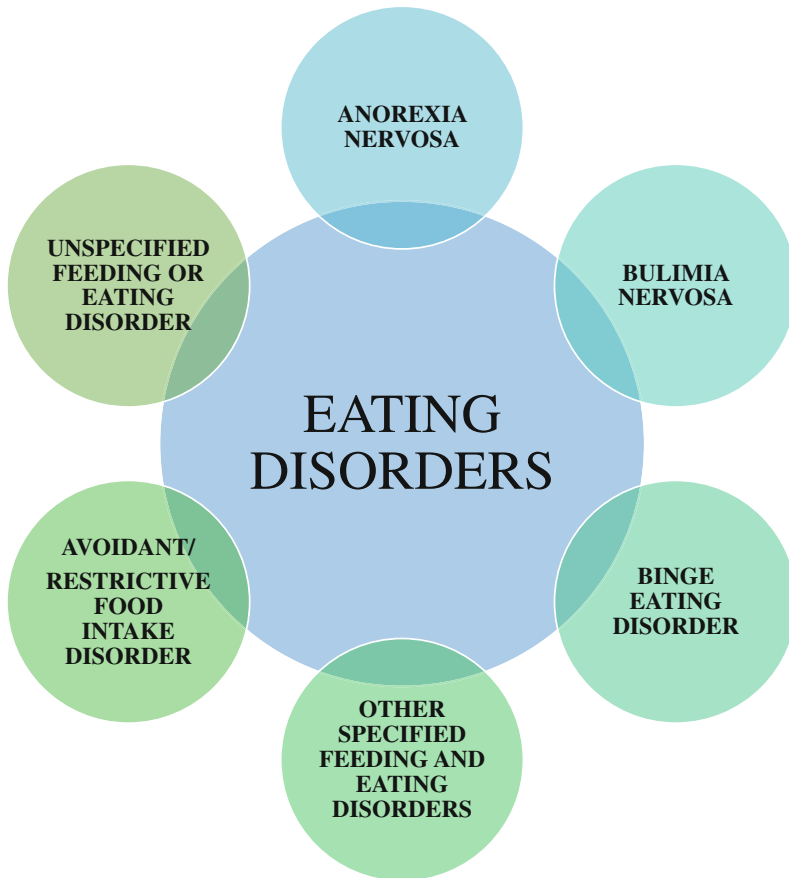 ANOREXIA
NERVOSA
BULIMIA
NERVOSA
BINGE
EATING
DISORDER
OTHER
SPECIFIED
FEEDING AND
EATING
DISORDERS
AVOIDANT/
RESTRICTIVE
FOOD
INTAKE
DISORDER
UNSPECIFIED
FEEDING OR
EATING
DISORDER
EATING
DISORDERS